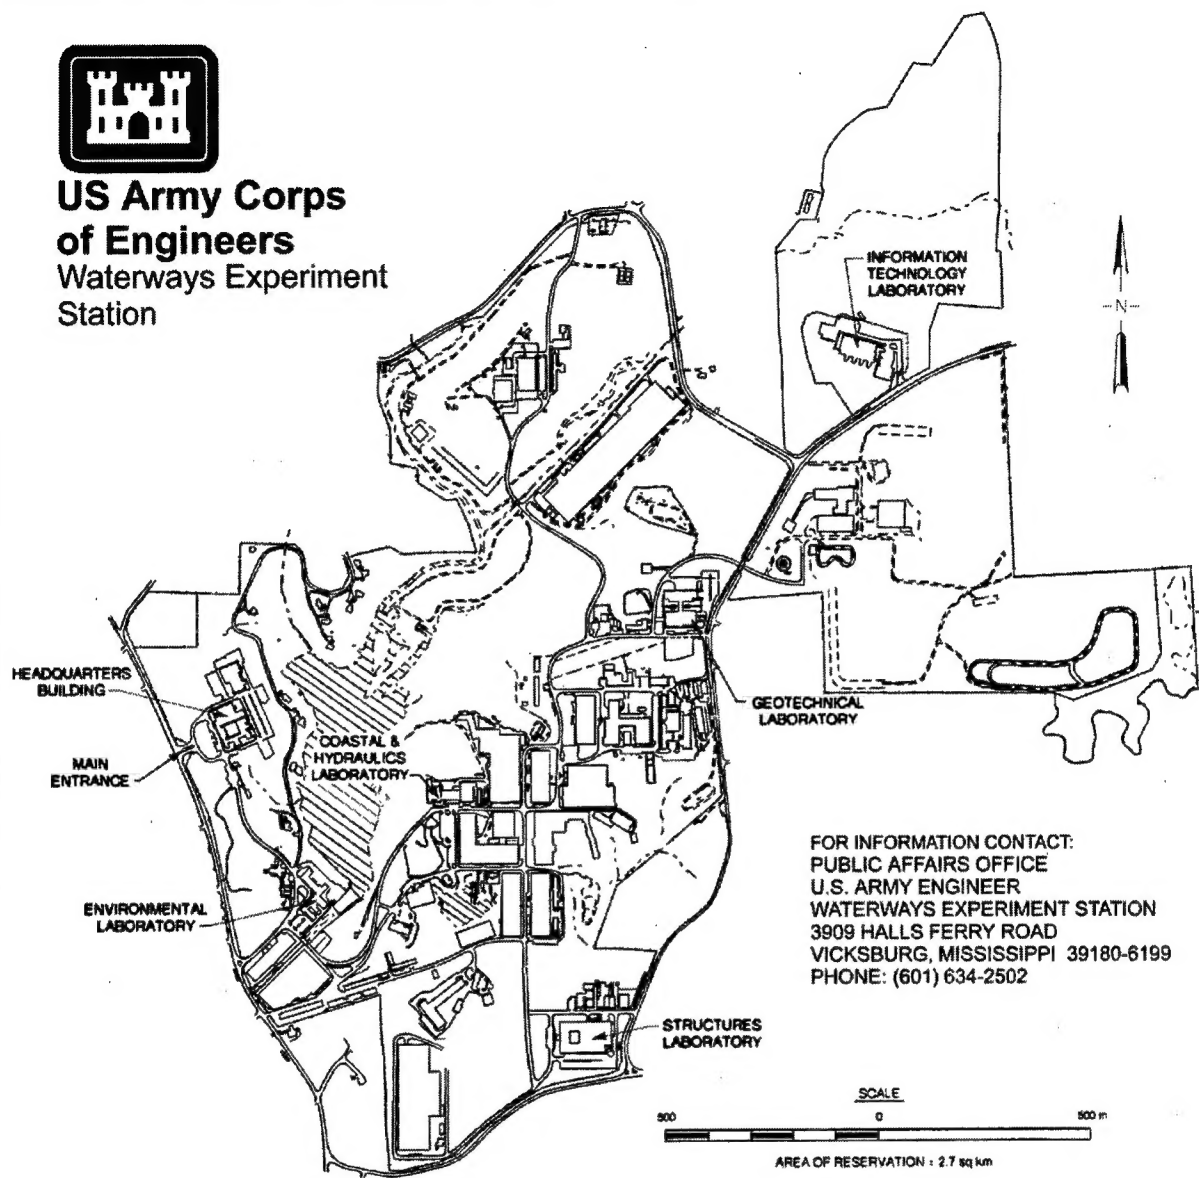 US Army Corps
of Engineers
Waterways Experiment
Station
INFORMATION
TECHNOLOGY
LABORATORY
N
HEADQUARTERS
BUILDING
MAIN
ENTRANCE
COASTAL &
HYDRAULICS
LABORATORY
GEOTECHNICAL
LABORATORY
ENVIRONMENTAL
LABORATORY
STRUCTURES
LABORATORY
FOR INFORMATION CONTACT:
PUBLIC AFFAIRS OFFICE
U.S. ARMY ENGINEER
WATERWAYS EXPERIMENT STATION
3909 HALLS FERRY ROAD
VICKSBURG, MISSISSIPPI 39180-6199
PHONE: (601) 634-2502
SCALE
500 0 500 m
AREA OF RESERVATION : 2.7 sq km